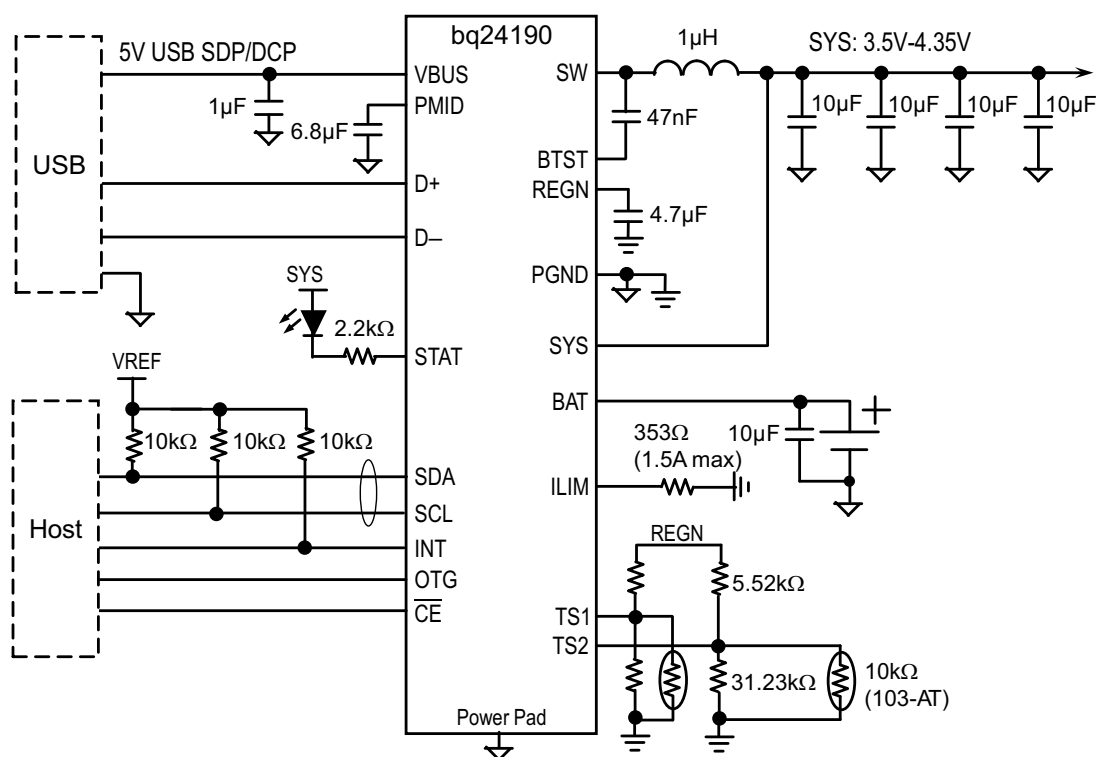 bq24190
5V USB SDP/DCP
VBUS
1µF
PMID
6.8µF
USB
D+
D–
SYS
2.2kΩ
STAT
VREF
10kΩ
10kΩ
10kΩ
SDA
SCL
Host
INT
OTG
CE
Power Pad
SW
1µH
SYS: 3.5V-4.35V
10µF
10µF
10µF
10µF
47nF
BTST
REGN
4.7µF
PGND
SYS
BAT
10µF
+
353Ω
(1.5A max)
ILIM
REGN
5.52kΩ
TS1
TS2
31.23kΩ
10kΩ
(103-AT)